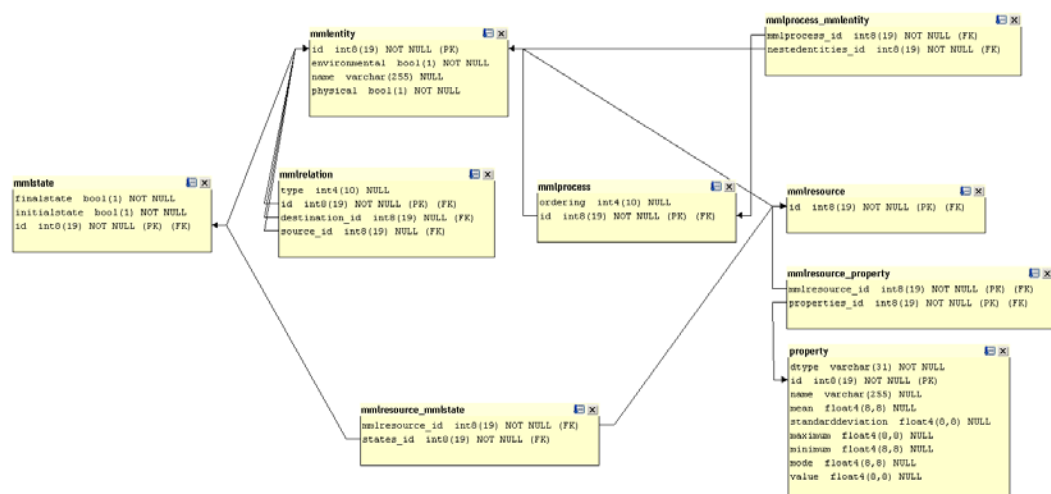 mmlentity
id int8(19) NOT NULL (PK)
environmental bool(1) NOT NULL
name varchar(255) NULL
physical bool(1) NOT NULL
mmlprocess_mmlentity
mmlprocess_id int8(19) NOT NULL (FK)
nestedentities_id int8(19) NOT NULL (FK)
mmlstate
finalstate bool(1) NOT NULL
initialstate bool(1) NOT NULL
id int8(19) NOT NULL (PK) (FK)
mmlrelation
type int4(10) NULL
id int8(19) NOT NULL (PK) (FK)
destination_id int8(19) NULL (FK)
source_id int8(19) NULL (FK)
mmlprocess
ordering int4(10) NULL
id int8(19) NOT NULL (PK) (FK)
mmlresource
id int8(19) NOT NULL (PK) (FK)
mmlresource_property
mmlresource_id int8(19) NOT NULL (PK) (FK)
properties_id int8(19) NOT NULL (PK) (FK)
property
dtype varchar(31) NOT NULL
id int8(19) NOT NULL (PK)
name varchar(255) NULL
mean float4(8,8) NULL
standarddeviation float4(8,8) NULL
maximum float4(8,8) NULL
minimum float4(8,8) NULL
mode float4(8,8) NULL
value float4(8,8) NULL
mmlresource_mmlstate
mmlresource_id int8(19) NOT NULL (FK)
states_id int8(19) NOT NULL (FK)